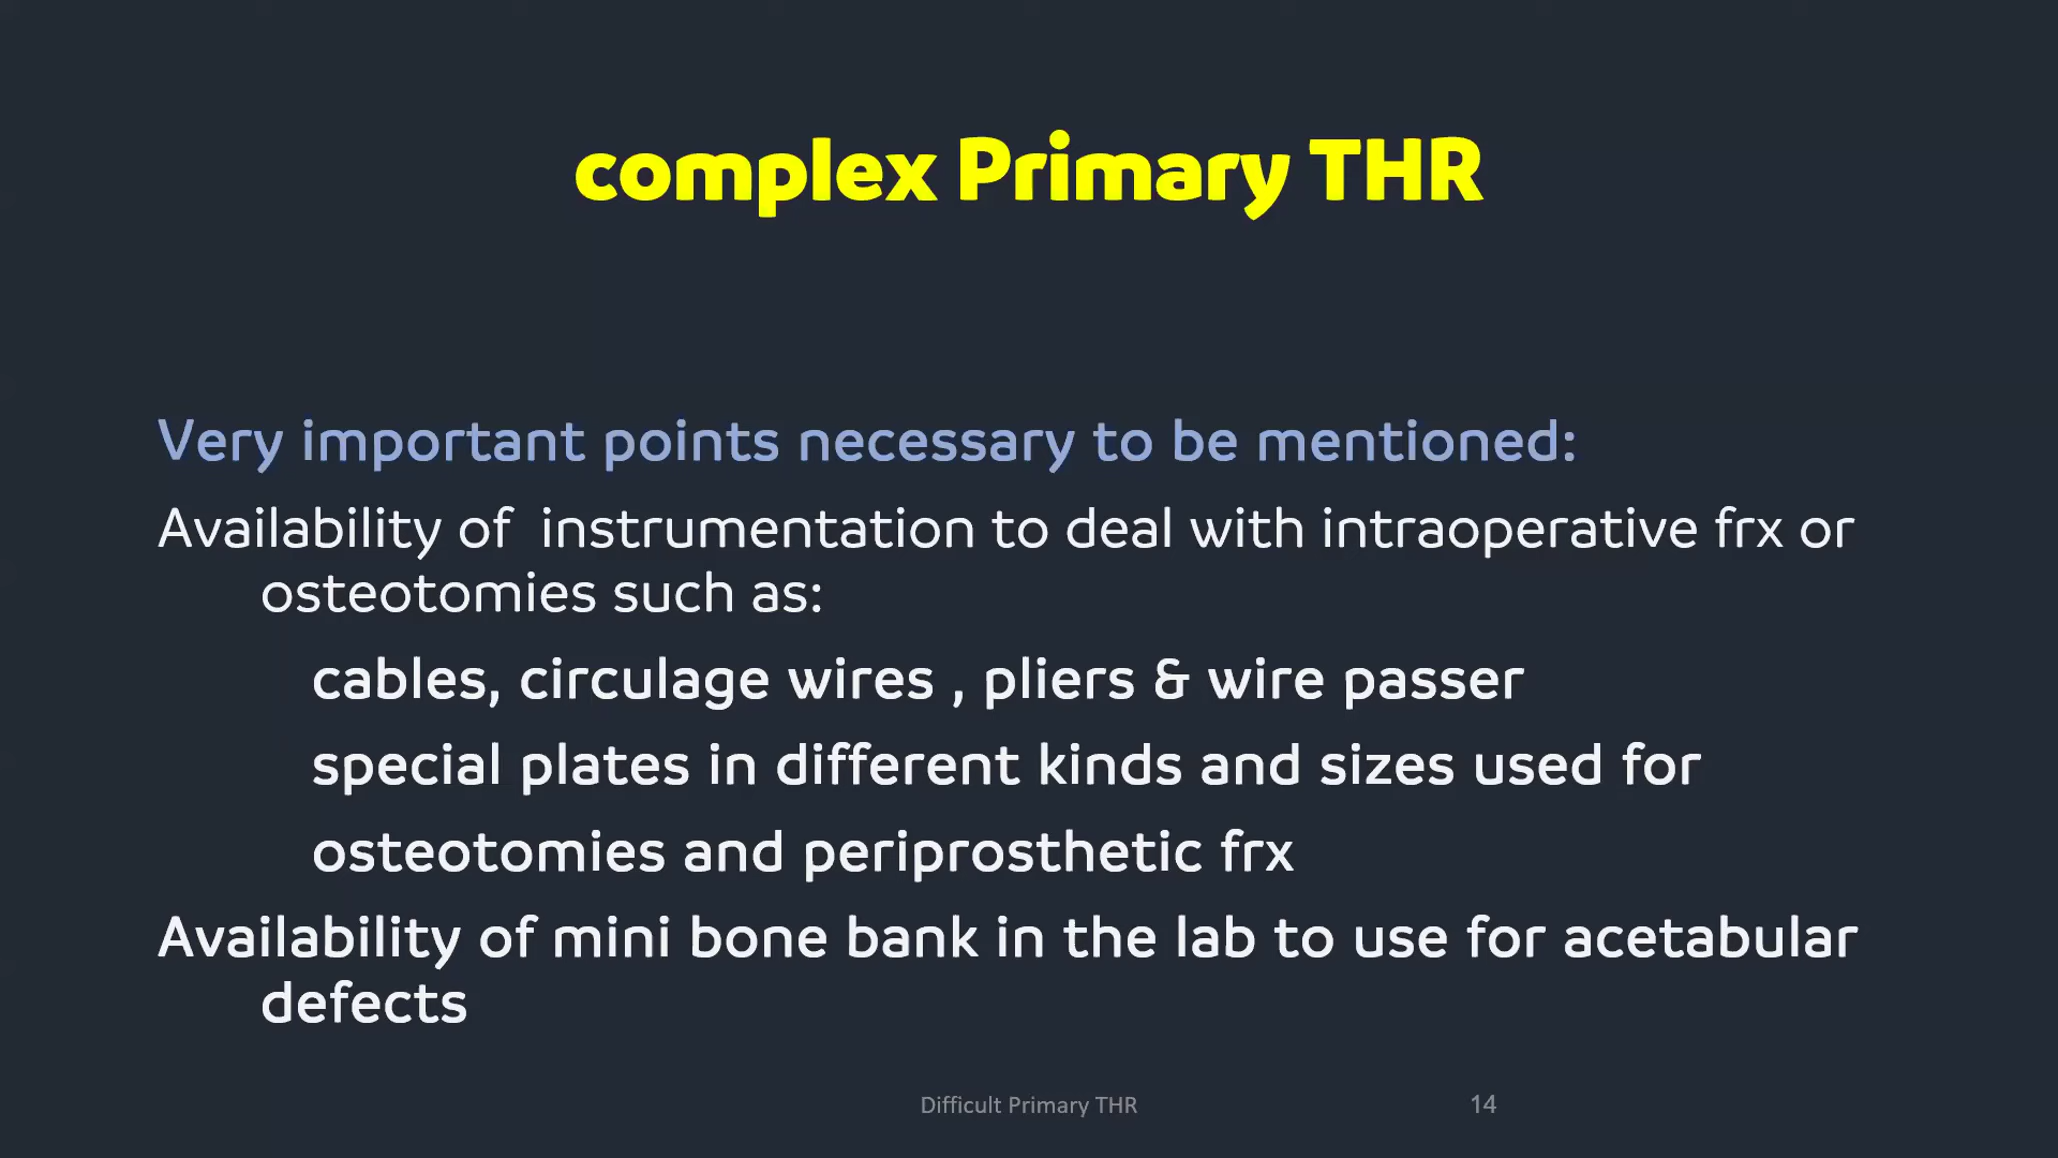 complex Primary THR
Very important points necessary to be mentioned:
Availability of  instrumentation to deal with intraoperative frx or
osteotomies such as:
cables, circulage wires , pliers & wire passer
special plates in different kinds and sizes used for
osteotomies and periprosthetic frx
Availability of mini bone bank in the lab to use for acetabular
defects
Difficult Primary THR
14